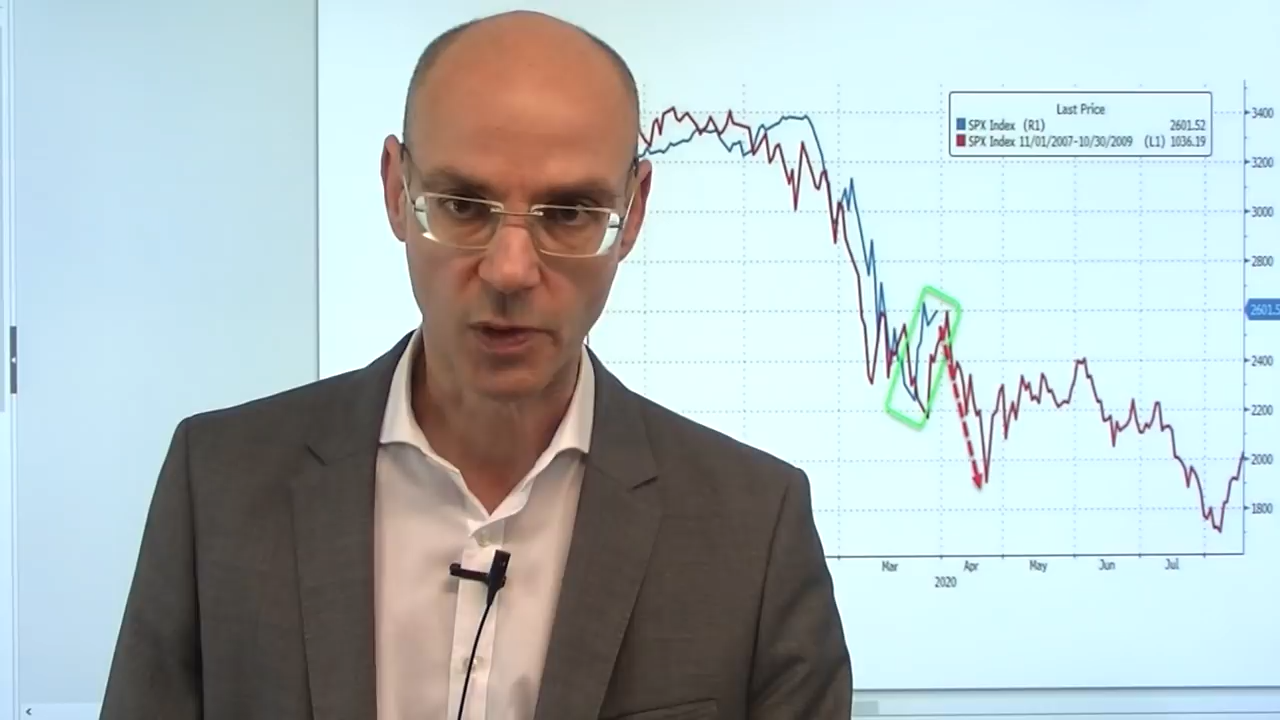 Last Price
SPX Index (R1) 2601.52
SPX Index 11/01/2007-10/30/2009 (L1) 1036.19
3400
3200
3000
2800
2601.5
2400
2200
2000
1800
Mar Apr May Jun Jul
2020